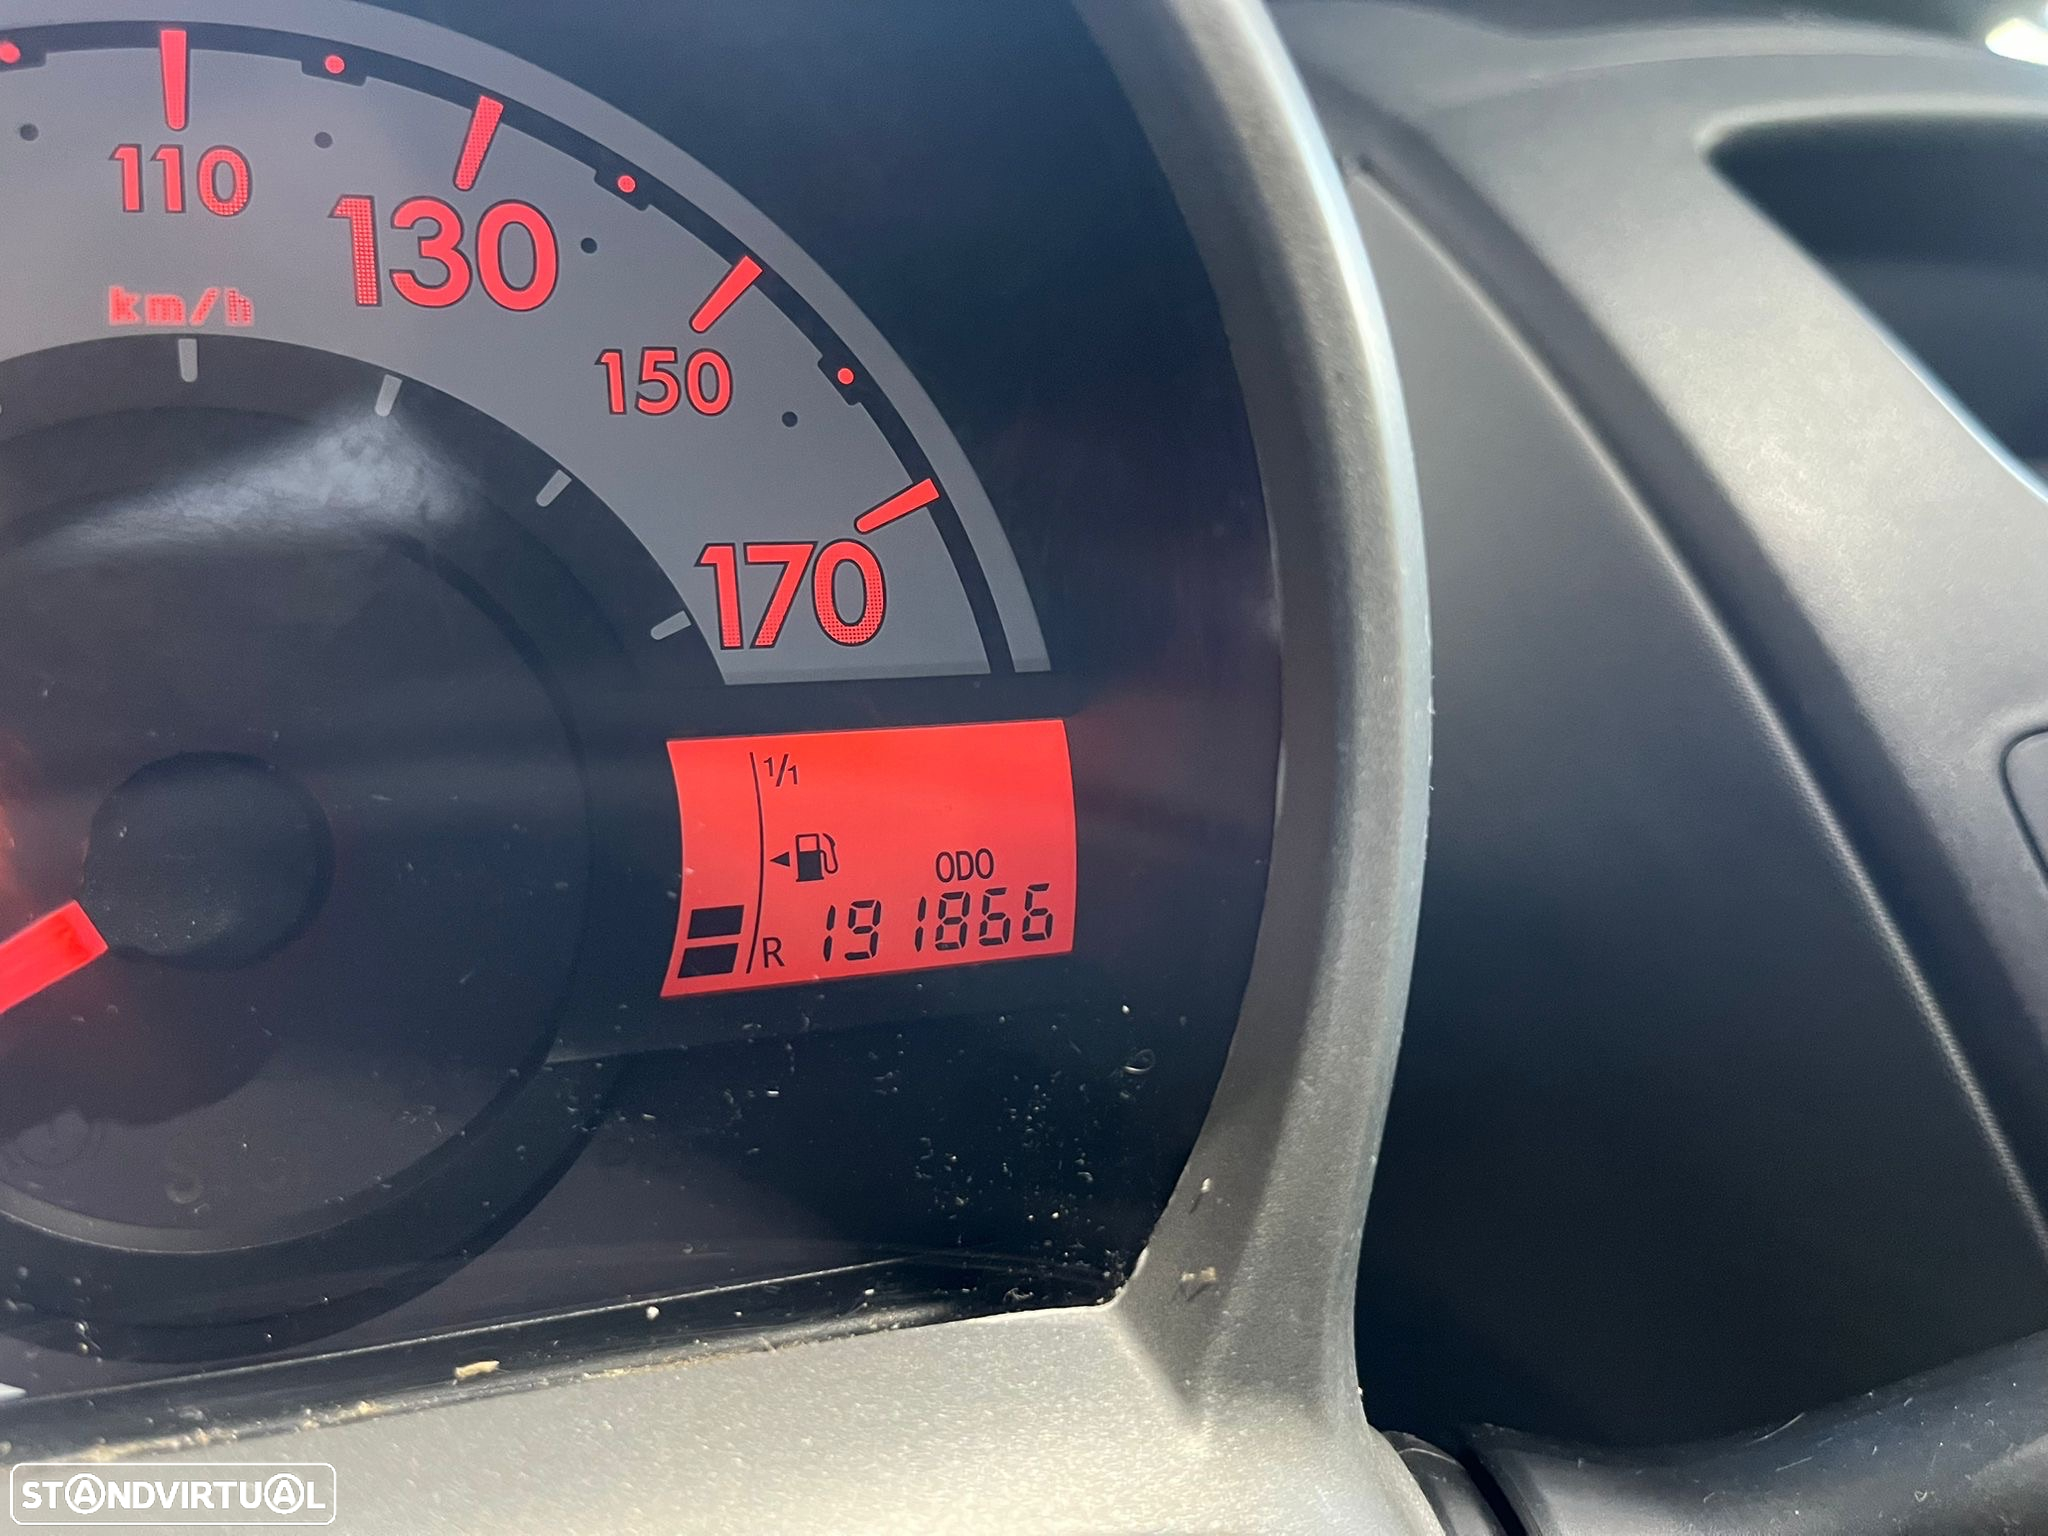 110
130
km/h
150
170
1/1
ODO
R 191866
STANDVIRTUAL